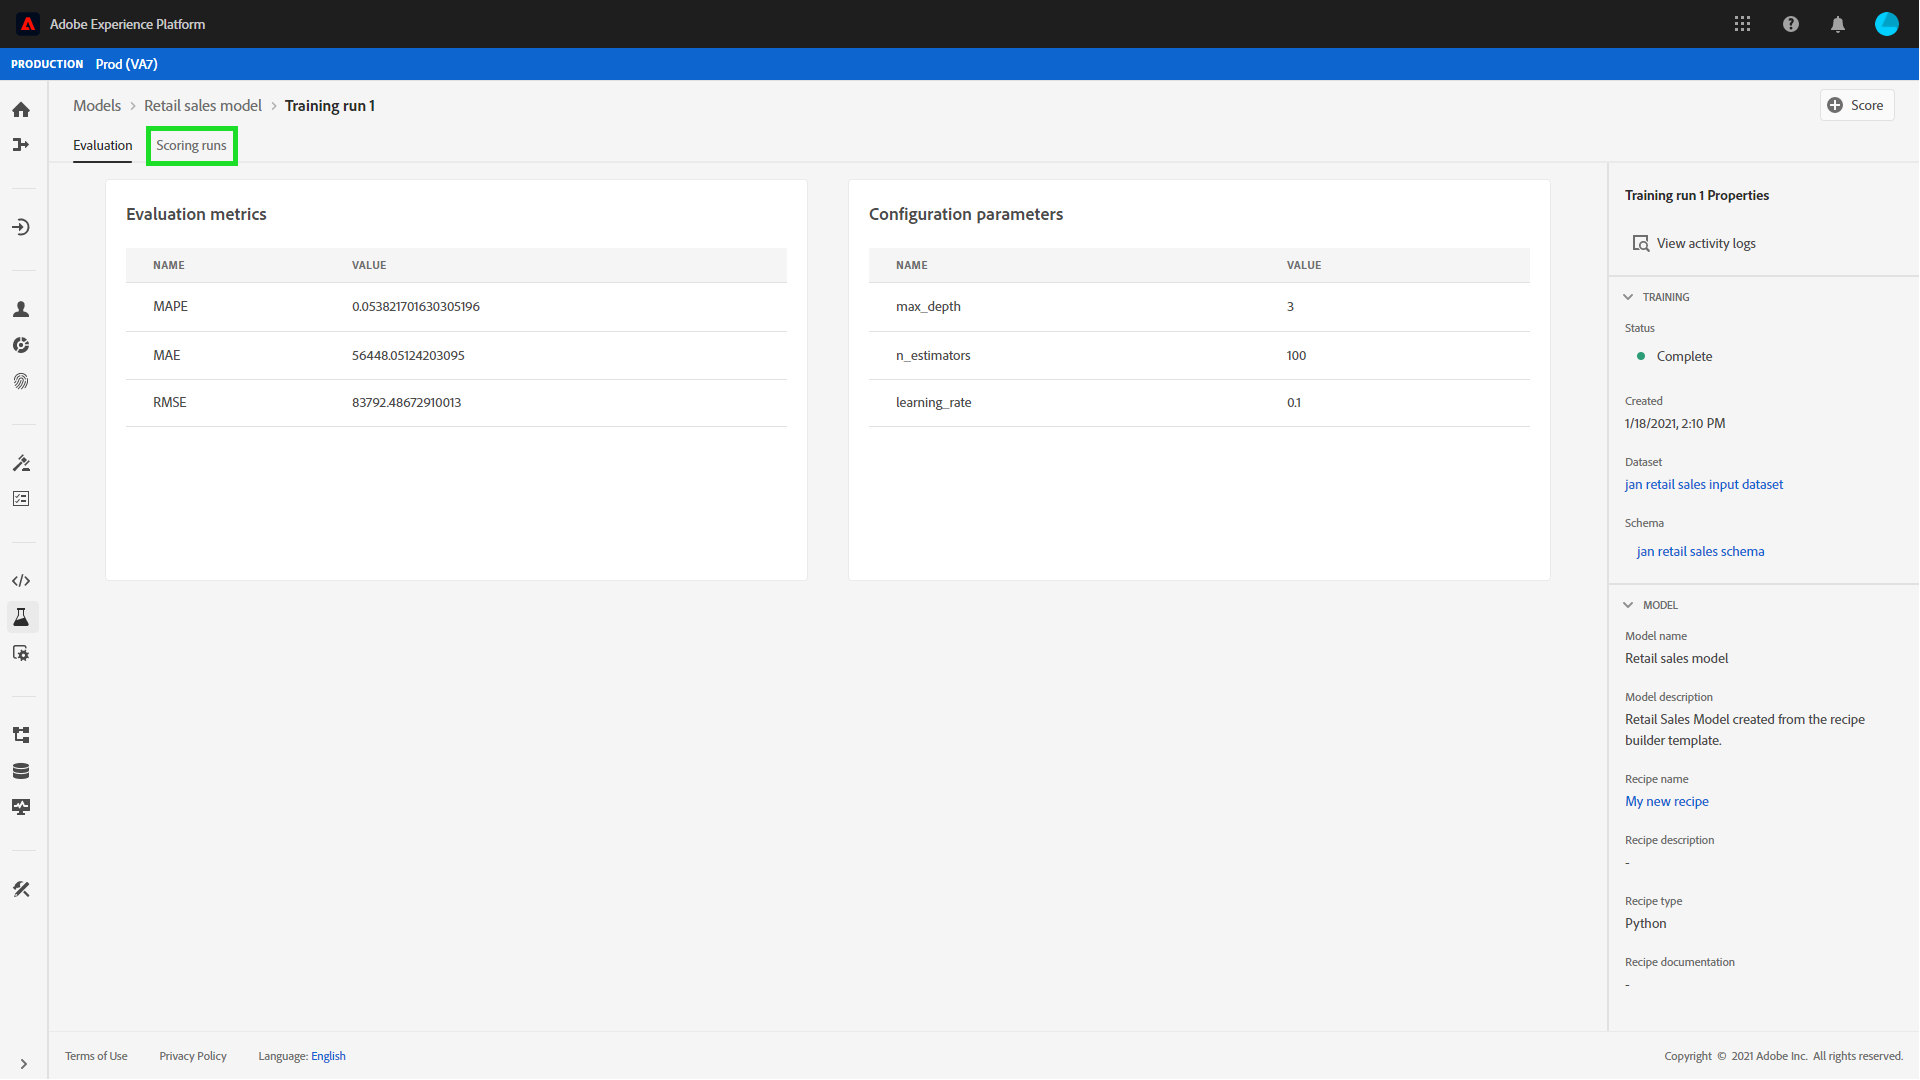 Adobe Experience Platform
PRODUCTION Prod (VA7)
Models > Retail sales model > Training run 1
Score
Evaluation Scoring runs
Evaluation metrics
NAME VALUE
MAPE 0.053821701630305196
MAE 56448.05124203095
RMSE 83792.48672910013
Configuration parameters
NAME VALUE
max_depth 3
n_estimators 100
learning_rate 0.1
Training run 1 Properties
View activity logs
TRAINING
Status
Complete
Created
1/18/2021, 2:10 PM
Dataset
jan retail sales input dataset
Schema
jan retail sales schema
MODEL
Model name
Retail sales model
Model description
Retail Sales Model created from the recipe
builder template.
Recipe name
My new recipe
Recipe description
-
Recipe type
Python
Recipe documentation
-
Terms of Use Privacy Policy Language: English
Copyright © 2021 Adobe Inc. All rights reserved.